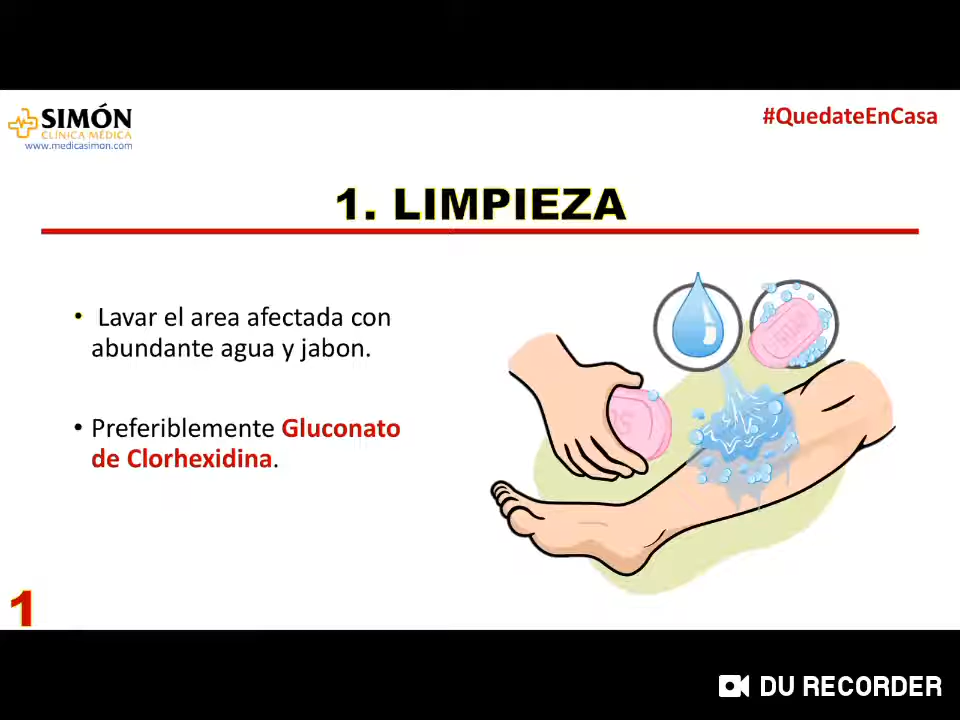 SIMÓN
CLÍNICA MÉDICA
www.medicasimon.com
#QuedateEnCasa
1. LIMPIEZA
• Lavar el area afectada con
abundante agua y jabon.
• Preferiblemente Gluconato
de Clorhexidina.
1
DU RECORDER